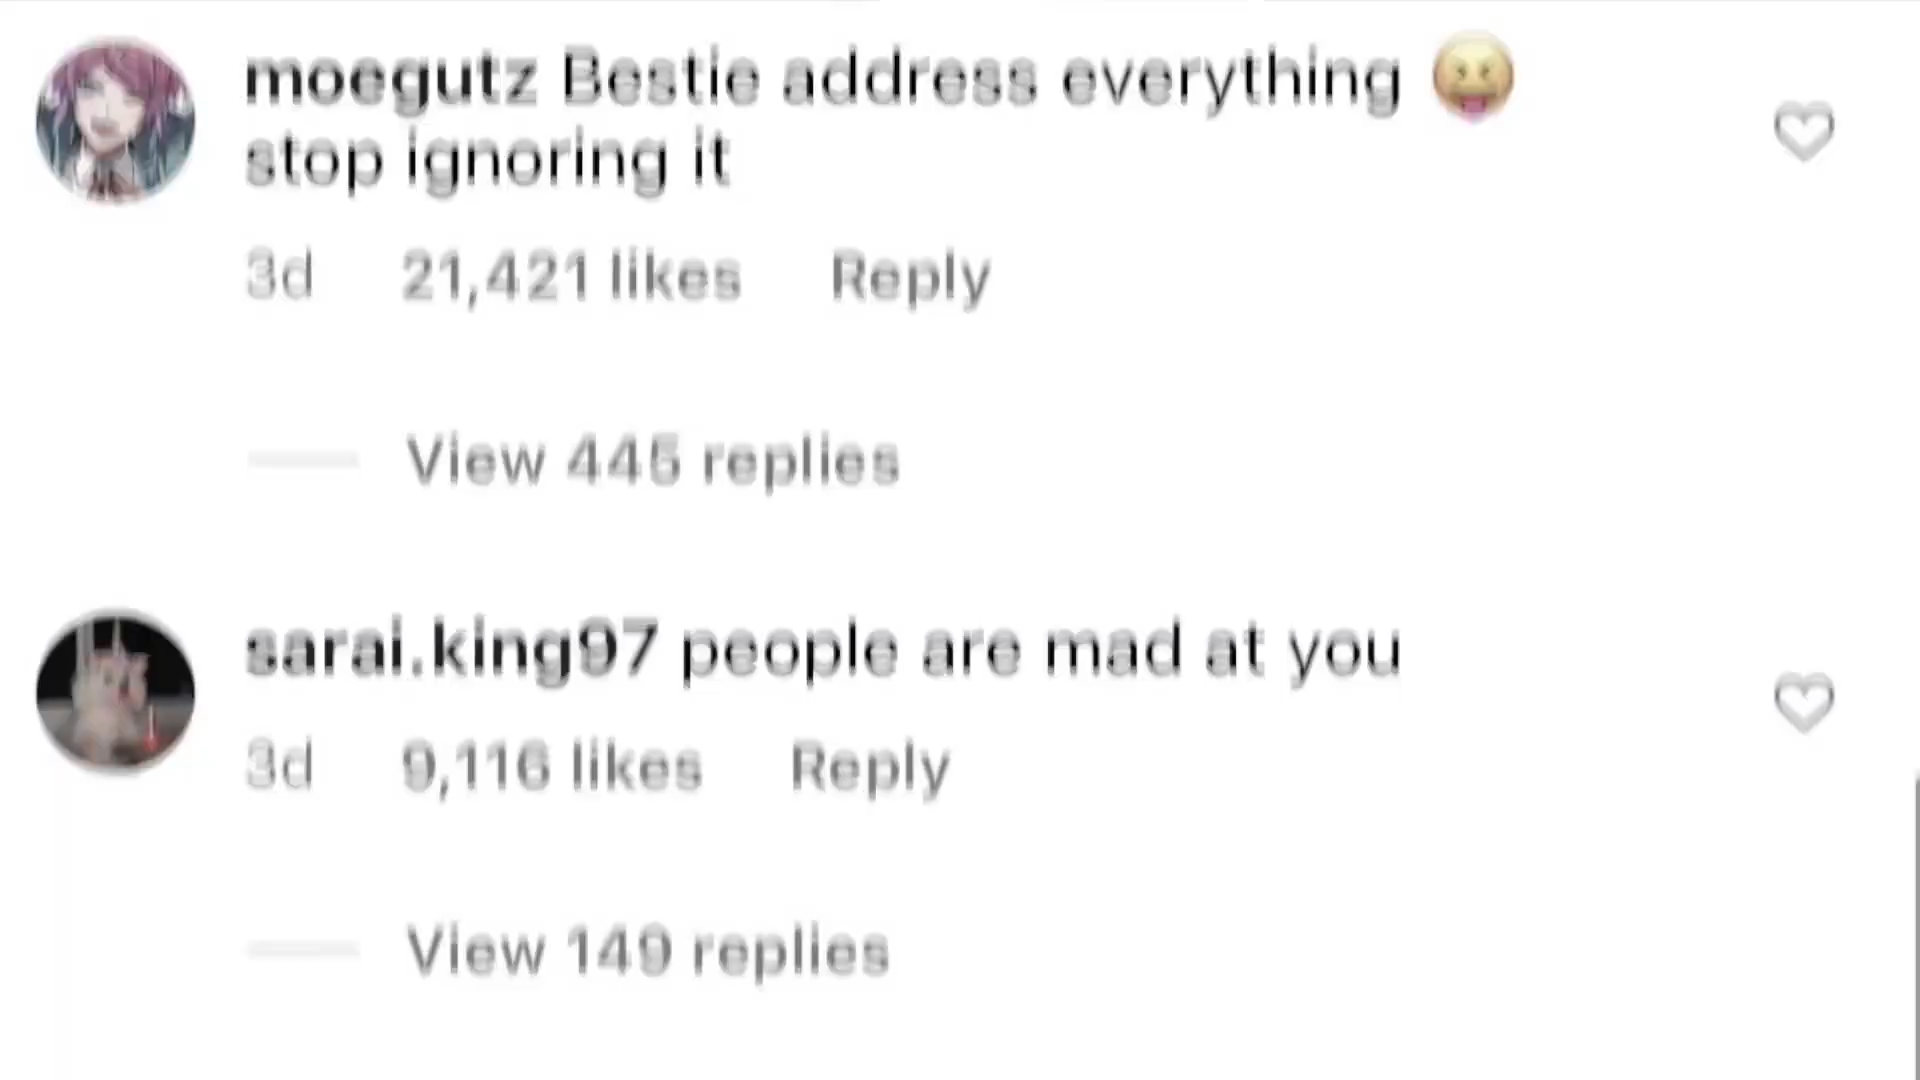 moegutz Bestie address everything 😛
stop ignoring it
3d 21,421 likes Reply
View 445 replies
sarai.king97 people are mad at you
3d 9,116 likes Reply
View 149 replies